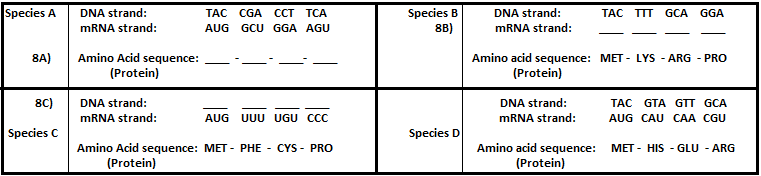 Species A
DNA strand: TAC CGA CCT TCA
mRNA strand: AUG GCU GGA AGU
8A)
Amino Acid sequence: ____ - ____ - ____- ____
(Protein)
Species B
8B)
DNA strand: TAC TTT GCA GGA
mRNA strand: ____ ____ ____ ____
Amino acid sequence: MET - LYS - ARG - PRO
(Protein)
8C)
Species C
DNA strand: ____ ____ ____ ____
mRNA strand: AUG UUU UGU CCC
Amino Acid sequence: MET - PHE - CYS - PRO
(Protein)
Species D
DNA strand: TAC GTA GTT GCA
mRNA strand: AUG CAU CAA CGU
Amino acid sequence: MET - HIS - GLU - ARG
(Protein)